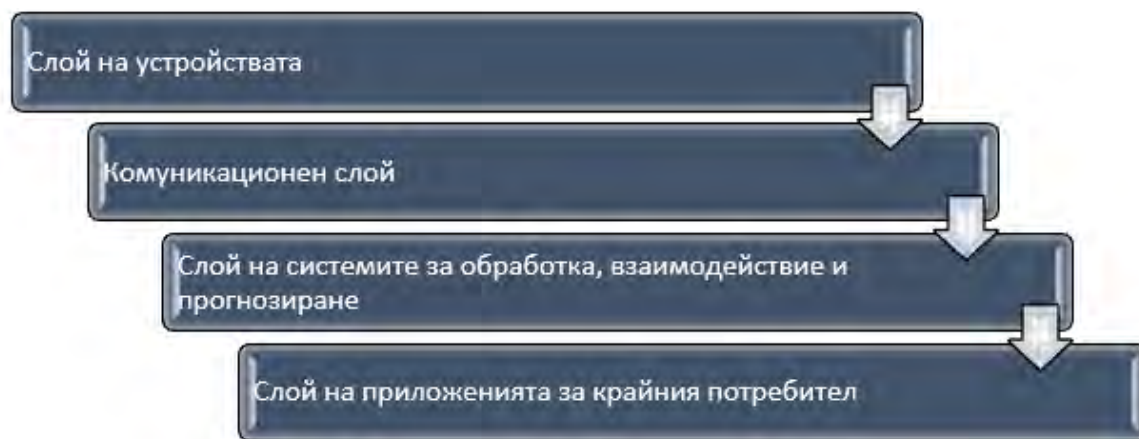 Слой на устройствата
Комуникационен слой
Слой на системите за обработка, взаимодействие и
прогнозиране
Слой на приложенията за крайния потребител